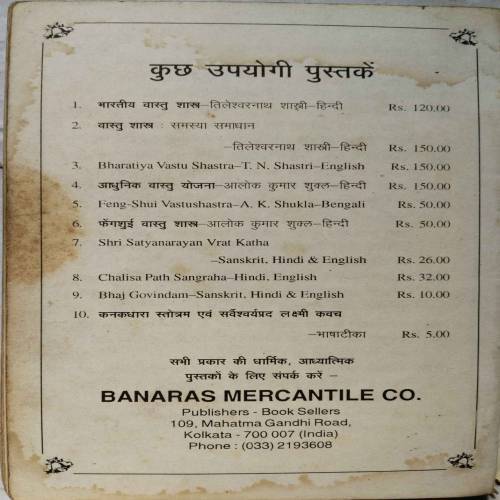 कुछ उपयोगी पुस्तकें
1. भारतीय वास्तु शास्त्र–तिलेश्वरनाथ शास्त्री–हिन्दी Rs. 120.00
2. वास्तु शास्त्र : समस्या समाधान
–तिलेश्वरनाथ शास्त्री–हिन्दी Rs. 150.00
3. Bharatiya Vastu Shastra–T. N. Shastri–English Rs. 150.00
4. आधुनिक वास्तु योजना–आलोक कुमार शुक्ल–हिन्दी Rs. 150.00
5. Feng-Shui Vastushastra–A. K. Shukla–Bengali Rs. 50.00
6. फेंगशुई वास्तु शास्त्र–आलोक कुमार शुक्ल–हिन्दी Rs. 50.00
7. Shri Satyanarayan Vrat Katha
–Sanskrit, Hindi & English Rs. 26.00
8. Chalisa Path Sangraha–Hindi, English Rs. 32.00
9. Bhaj Govindam–Sanskrit, Hindi & English Rs. 10.00
10. कनकधारा स्तोत्रम एवं सर्वेश्वर्यप्रद लक्ष्मी कवच
–भाषाटीका Rs. 5.00
सभी प्रकार की धार्मिक, आध्यात्मिक
पुस्तकों के लिए संपर्क करें –
BANARAS MERCANTILE CO.
Publishers - Book Sellers
109, Mahatma Gandhi Road,
Kolkata - 700 007 (India)
Phone : (033) 2193608